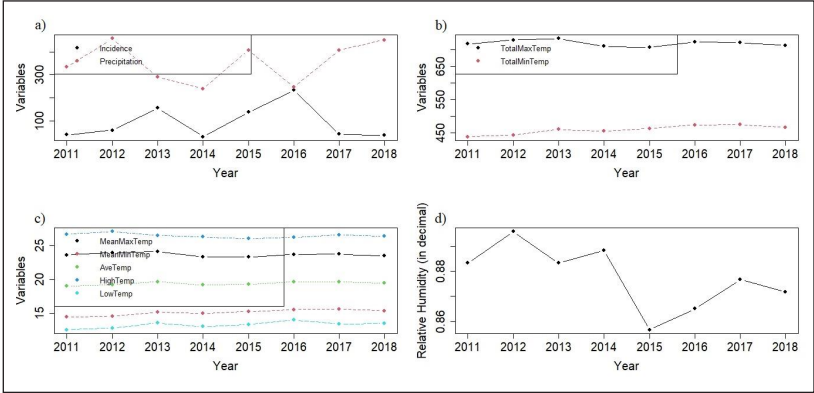 a)
Incidence
Precipitation,
Variables
100
300
2011 2012 2013 2014 2015 2016 2017 2018
Year
b)
TotalMaxTemp
TotalMinTemp
Variables
450
550
650
2011 2012 2013 2014 2015 2016 2017 2018
Year
c)
MeanMaxTemp
MeanMinTemp
AveTemp
HighTemp
LowTemp
Variables
15
20
25
2011 2012 2013 2014 2015 2016 2017 2018
Year
d)
Relative Humidity (in decimal)
0.86
0.88
2011 2012 2013 2014 2015 2016 2017 2018
Year